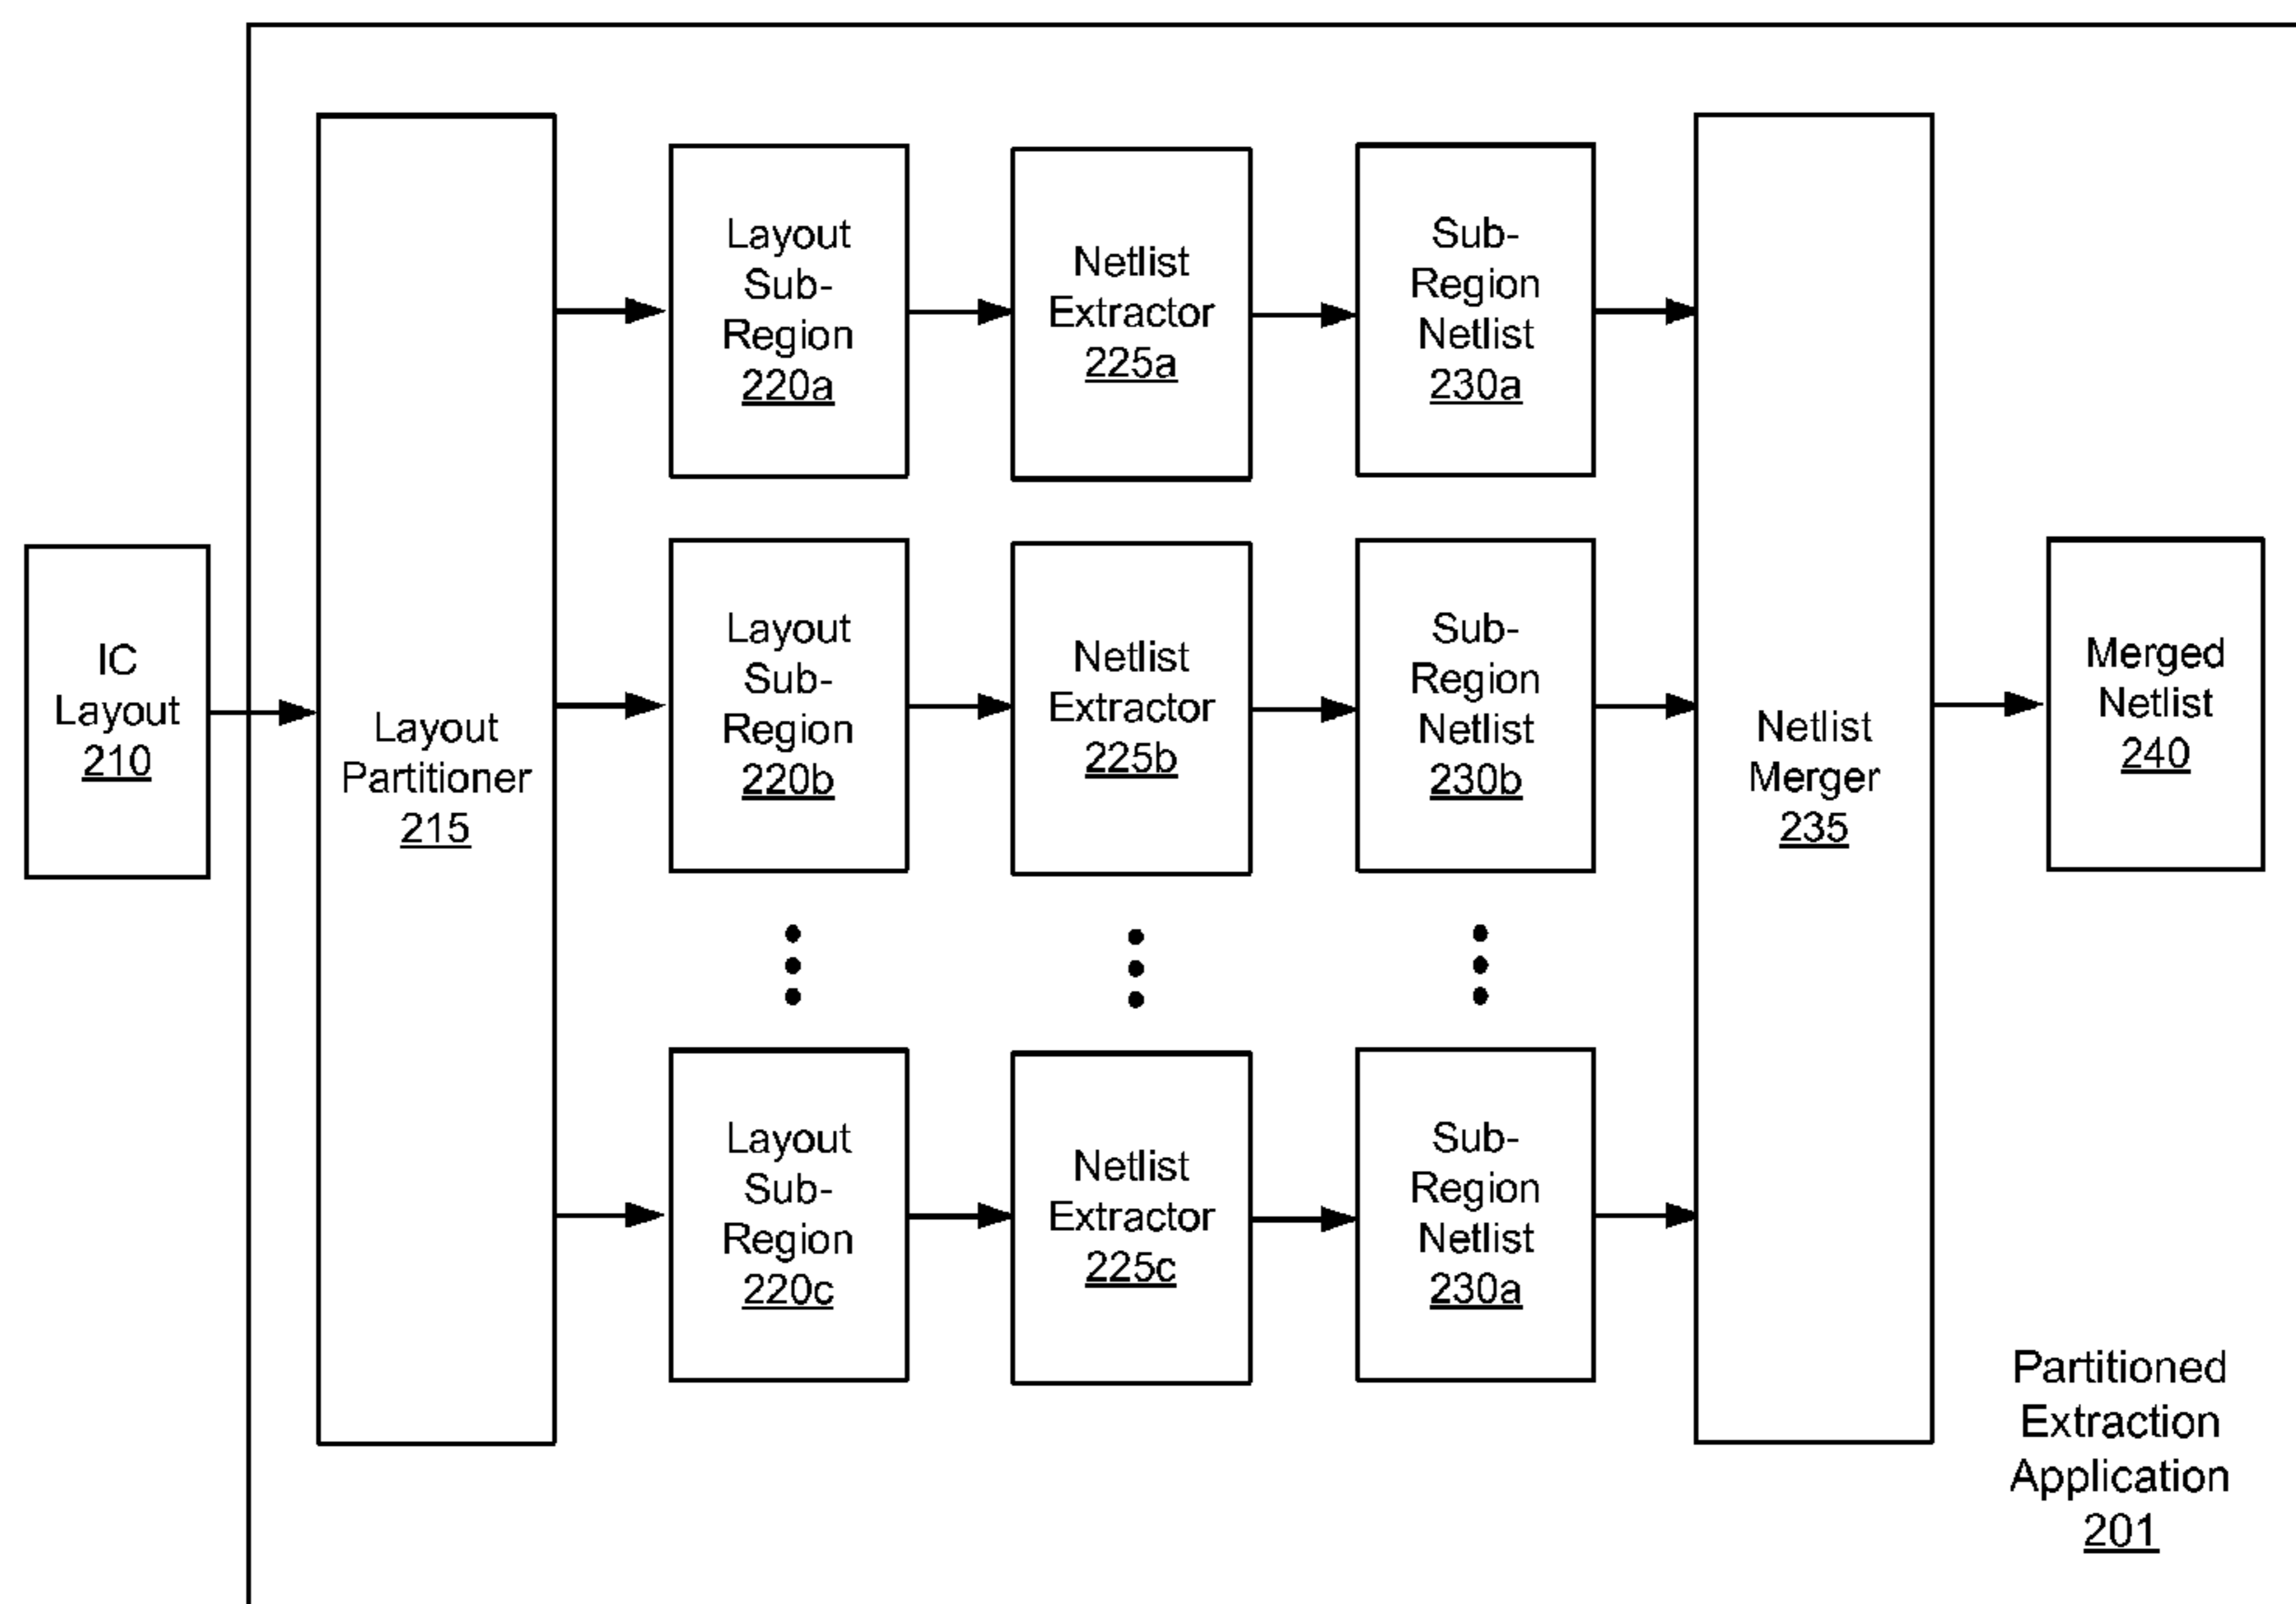 IC
Layout
210
Layout
Partitioner
215
Layout
Sub-
Region
220a
Netlist
Extractor
225a
Sub-
Region
Netlist
230a
Layout
Sub-
Region
220b
Netlist
Extractor
225b
Sub-
Region
Netlist
230b
Layout
Sub-
Region
220c
Netlist
Extractor
225c
Sub-
Region
Netlist
230a
Netlist
Merger
235
Merged
Netlist
240
Partitioned
Extraction
Application
201